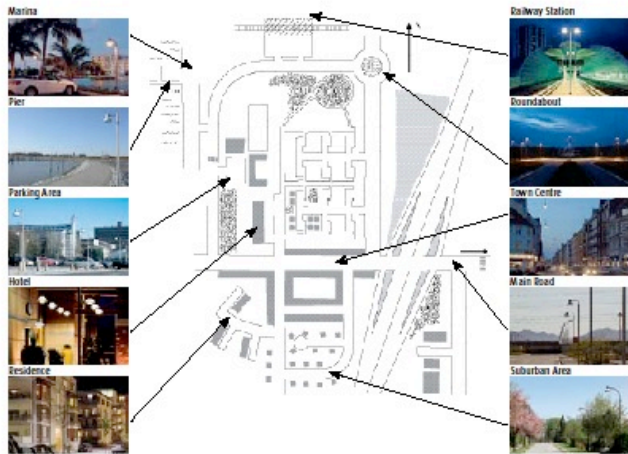 Marina
Pier
Parking Area
Hotel
Residence
Railway Station
Roundabout
Town Centre
Main Road
Suburban Area